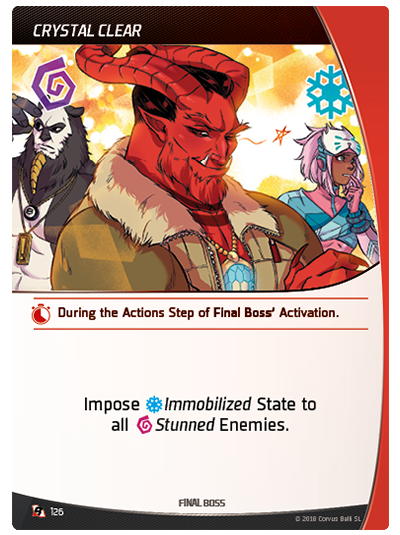 CRYSTAL CLEAR
During the Actions Step of Final Boss' Activation.
Impose Immobilized State to
all Stunned Enemies.
126
FINAL BOSS
© 2018 Corvus Belli SL